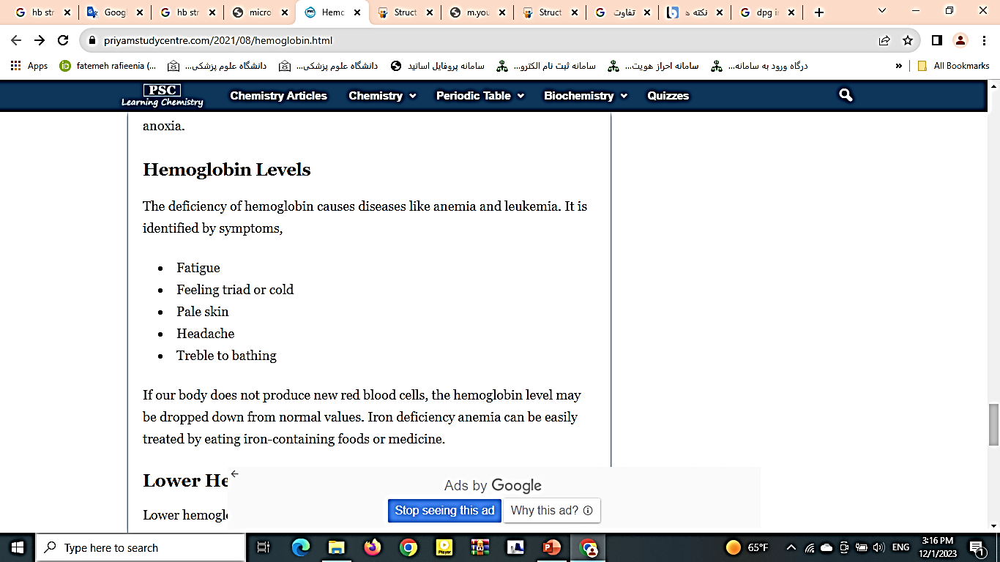 hb str
Googl
hb str
micro
Hemo
Struct
m.you
Struct
تفاوت
نکته ه
dpg i
priyamstudycentre.com/2021/08/hemoglobin.html
Apps
fatemeh rafieenia (...
دانشگاه علوم پزشکی...
دانشگاه علوم پزشکی...
سامانه پروفایل اساتید
سامانه ثبت نام الکترو...
سامانه احراز هویت...
درگاه ورود به سامانه...
»
All Bookmarks
PSC
Learning Chemistry
Chemistry Articles
Chemistry
Periodic Table
Biochemistry
Quizzes
anoxia.
Hemoglobin Levels
The deficiency of hemoglobin causes diseases like anemia and leukemia. It is
identified by symptoms,
• Fatigue
• Feeling triad or cold
• Pale skin
• Headache
• Treble to bathing
If our body does not produce new red blood cells, the hemoglobin level may
be dropped down from normal values. Iron deficiency anemia can be easily
treated by eating iron-containing foods or medicine.
Lower He
Ads by Google
Stop seeing this ad
Why this ad?
Lower hemogl
Type here to search
Player
65°F
ENG
3:16 PM
12/1/2023
1